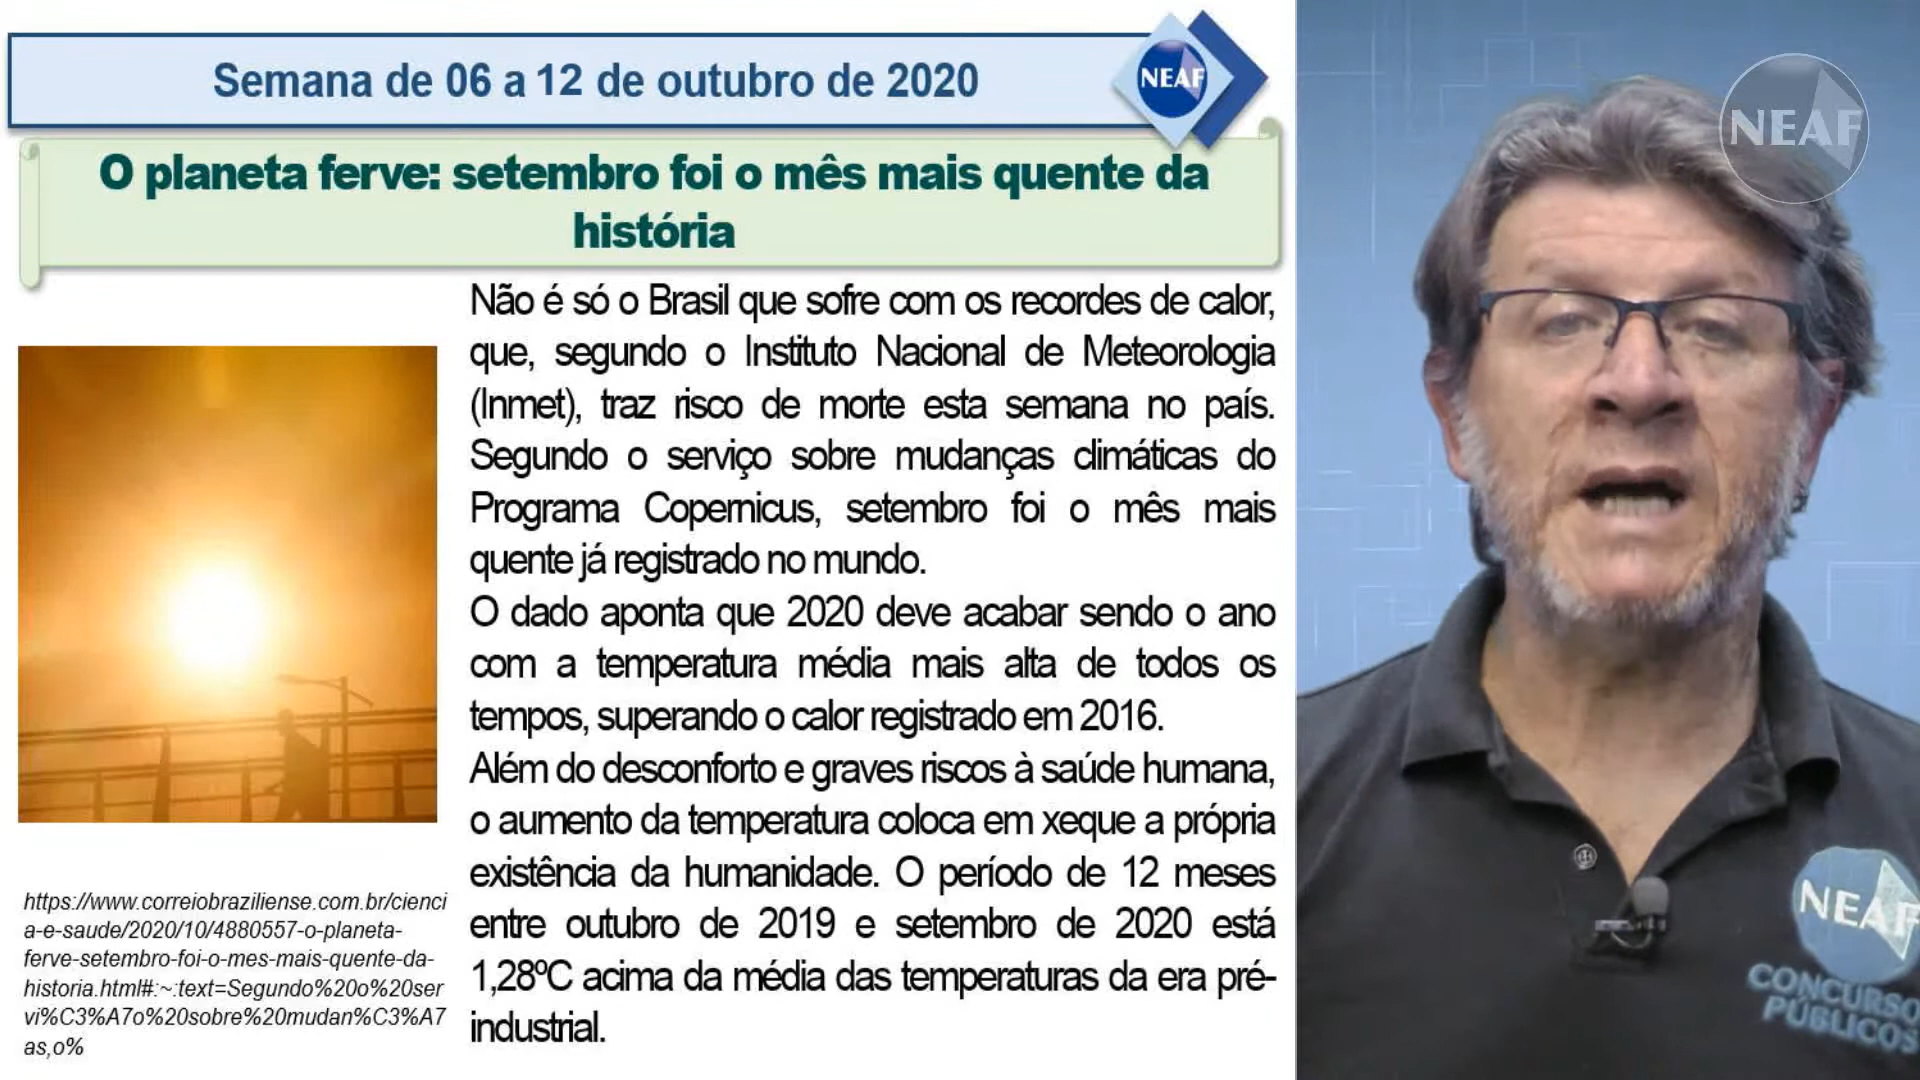 Semana de 06 a 12 de outubro de 2020
NEAF
O planeta ferve: setembro foi o mês mais quente da
história
Não é só o Brasil que sofre com os recordes de calor,
que, segundo o Instituto Nacional de Meteorologia
(Inmet), traz risco de morte esta semana no país.
Segundo o serviço sobre mudanças climáticas do
Programa Copernicus, setembro foi o mês mais
quente já registrado no mundo.
O dado aponta que 2020 deve acabar sendo o ano
com a temperatura média mais alta de todos os
tempos, superando o calor registrado em 2016.
Além do desconforto e graves riscos à saúde humana,
o aumento da temperatura coloca em xeque a própria
existência da humanidade. O período de 12 meses
entre outubro de 2019 e setembro de 2020 está
1,28ºC acima da média das temperaturas da era pré-
industrial.
https://www.correiobraziliense.com.br/cienci
a-e-saude/2020/10/4880557-o-planeta-
ferve-setembro-foi-o-mes-mais-quente-da-
historia.html#:~:text=Segundo%20o%20ser
vi%C3%A7o%20sobre%20mudan%C3%A7
as,o%
NEAF
NEAF
CONCURSO
PÚBLICOS